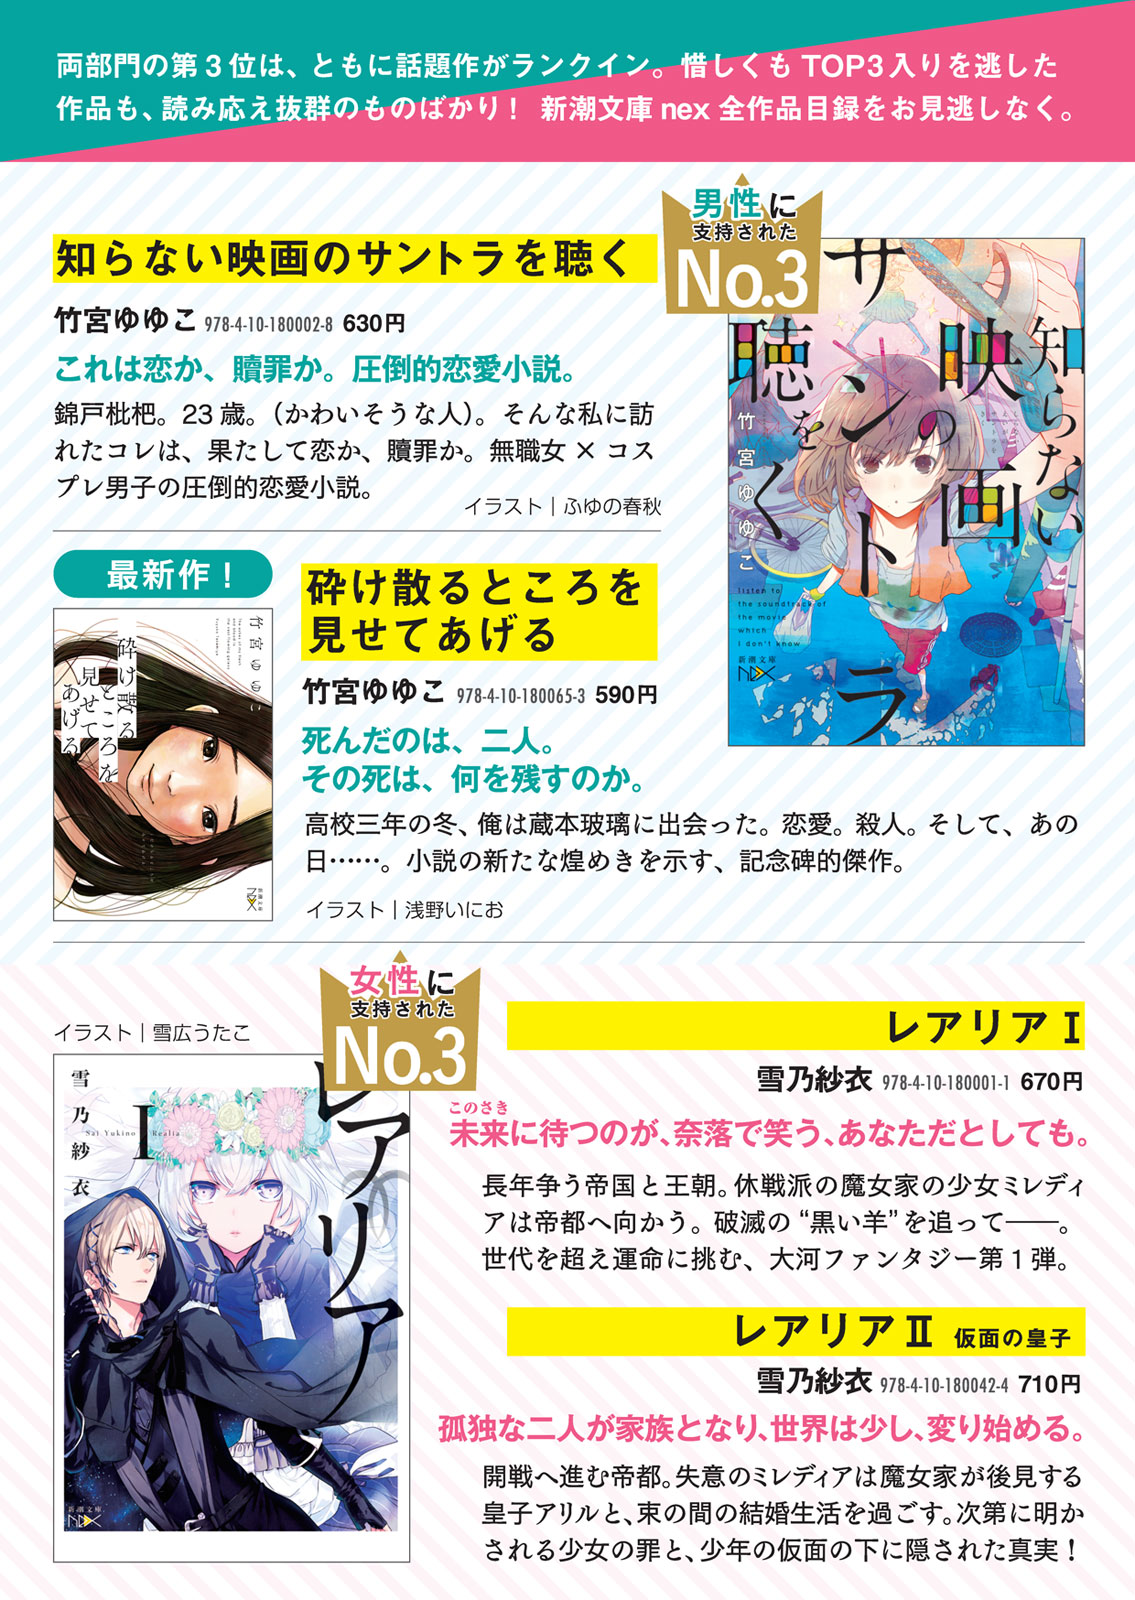 両部門の第3位は、ともに話題作がランクイン。惜しくも TOP3入りを逃した
作品も、読み応え抜群のものばかり！ 新潮文庫 nex 全作品目録をお見逃しなく。
男性に
支持された
No.3
知らない映画のサントラを聴く
竹宮ゆゆこ 978-4-10-180002-8 630円
これは恋か、贖罪か。圧倒的恋愛小説。
錦戸枇杷。23歳。（かわいそうな人）。そんな私に訪
れたコレは、果たして恋か、贖罪か。無職女×コス
プレ男子の圧倒的恋愛小説。
イラスト｜ふゆの春秋
知らない
映画の
サントラ
を聴く
竹宮ゆゆこ
listen to
the soundtrack of
the movie
which
I don't know
新潮文庫
nex
最新作！
竹宮ゆゆこ
砕け散る
ところを
見せて
あげる
新潮文庫
nex
砕け散るところを
見せてあげる
竹宮ゆゆこ 978-4-10-180065-3 590円
死んだのは、二人。
その死は、何を残すのか。
高校三年の冬、俺は蔵本玻璃に出会った。恋愛。殺人。そして、あの
日……。小説の新たな煌めきを示す、記念碑的傑作。
イラスト｜浅野いにお
女性に
支持された
No.3
イラスト｜雪広うたこ
レアリア
I
雪乃紗衣
Sai Yukino Realia
新潮文庫
nex
レアリアⅠ
雪乃紗衣 978-4-10-180001-1 670円
このさき
未来に待つのが、奈落で笑う、あなただとしても。
長年争う帝国と王朝。休戦派の魔女家の少女ミレディ
アは帝都へ向かう。破滅の“黒い羊”を追って――。
世代を超え運命に挑む、大河ファンタジー第1弾。
レアリアⅡ 仮面の皇子
雪乃紗衣 978-4-10-180042-4 710円
孤独な二人が家族となり、世界は少し、変り始める。
開戦へ進む帝都。失意のミレディアは魔女家が後見する
皇子アリルと、束の間の結婚生活を過ごす。次第に明か
される少女の罪と、少年の仮面の下に隠された真実！